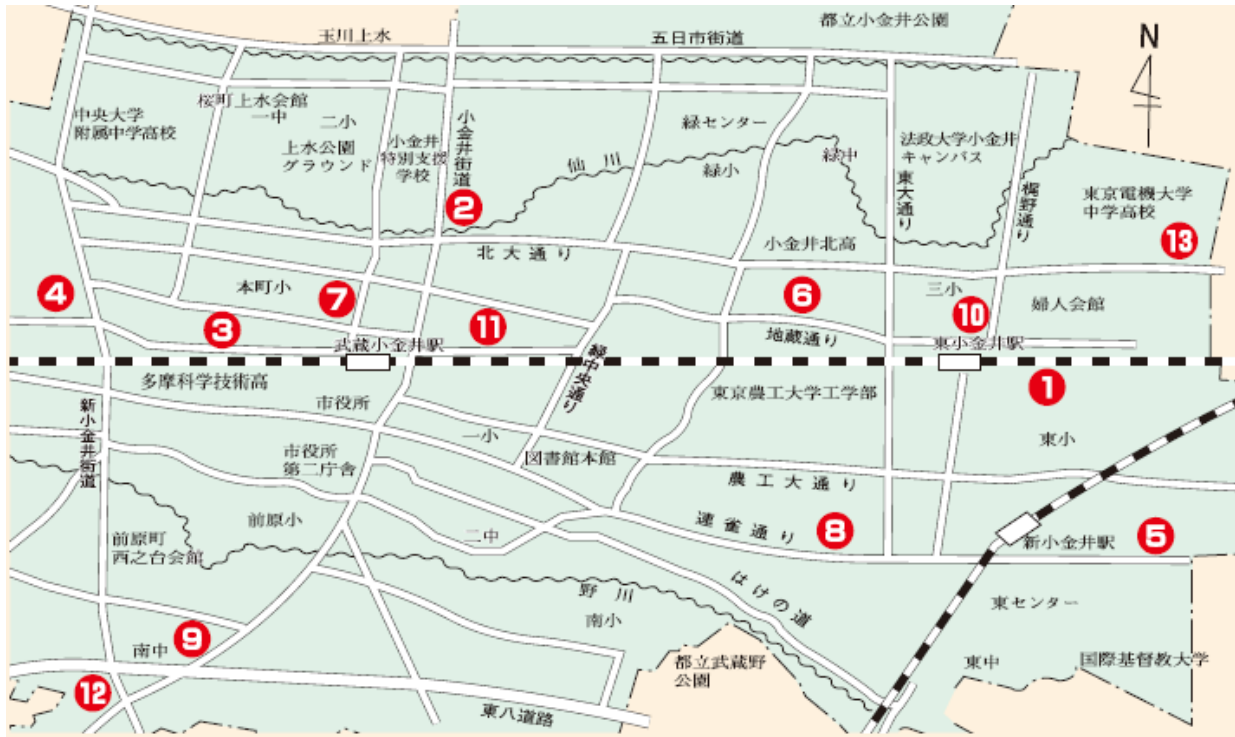 都立小金井公園
玉川上水
五日市街道
N
桜町上水会館
一中
中央大学
附属中学高校
二小
上水公園
グラウンド
小金井
特別支援
学校
小金井街道
緑センター
仙川
緑小
緑中
法政大学小金井
キャンパス
東大通り
梶野通り
東京電機大学
中学高校
2
13
北大通り
小金井北高
4
本町小
7
6
三小
婦人会館
3
11
10
地蔵通り
武蔵小金井駅
東小金井駅
緑中央通り
多摩科学技術高
東京農工大学工学部
1
新小金井街道
市役所
一小
東小
市役所
第二庁舎
図書館本館
農工大通り
前原小
二中
連雀通り
8
5
前原町
西之台会館
新小金井駅
はけの道
野川
南小
東センター
9
南中
都立武蔵野
公園
東中
国際基督教大学
12
東八道路